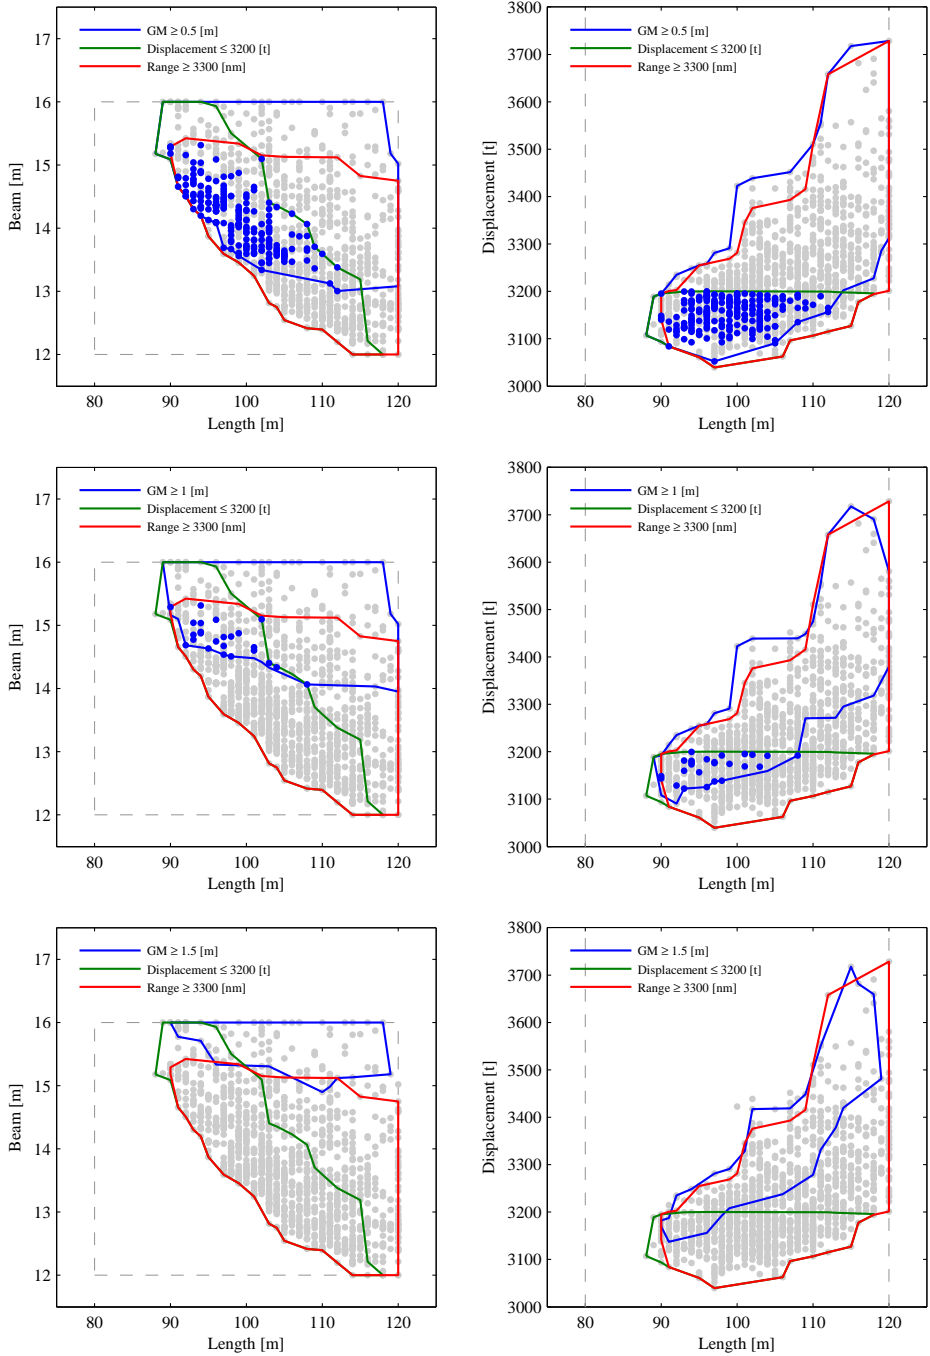 17
16
15
14
13
12
80 90 100 110 120
Beam [m]
Length [m]
GM ≥ 0.5 [m]
Displacement ≤ 3200 [t]
Range ≥ 3300 [nm]
3800
3700
3600
3500
3400
3300
3200
3100
3000
80 90 100 110 120
Displacement [t]
Length [m]
GM ≥ 0.5 [m]
Displacement ≤ 3200 [t]
Range ≥ 3300 [nm]
17
16
15
14
13
12
80 90 100 110 120
Beam [m]
Length [m]
GM ≥ 1 [m]
Displacement ≤ 3200 [t]
Range ≥ 3300 [nm]
3800
3700
3600
3500
3400
3300
3200
3100
3000
80 90 100 110 120
Displacement [t]
Length [m]
GM ≥ 1 [m]
Displacement ≤ 3200 [t]
Range ≥ 3300 [nm]
17
16
15
14
13
12
80 90 100 110 120
Beam [m]
Length [m]
GM ≥ 1.5 [m]
Displacement ≤ 3200 [t]
Range ≥ 3300 [nm]
3800
3700
3600
3500
3400
3300
3200
3100
3000
80 90 100 110 120
Displacement [t]
Length [m]
GM ≥ 1.5 [m]
Displacement ≤ 3200 [t]
Range ≥ 3300 [nm]